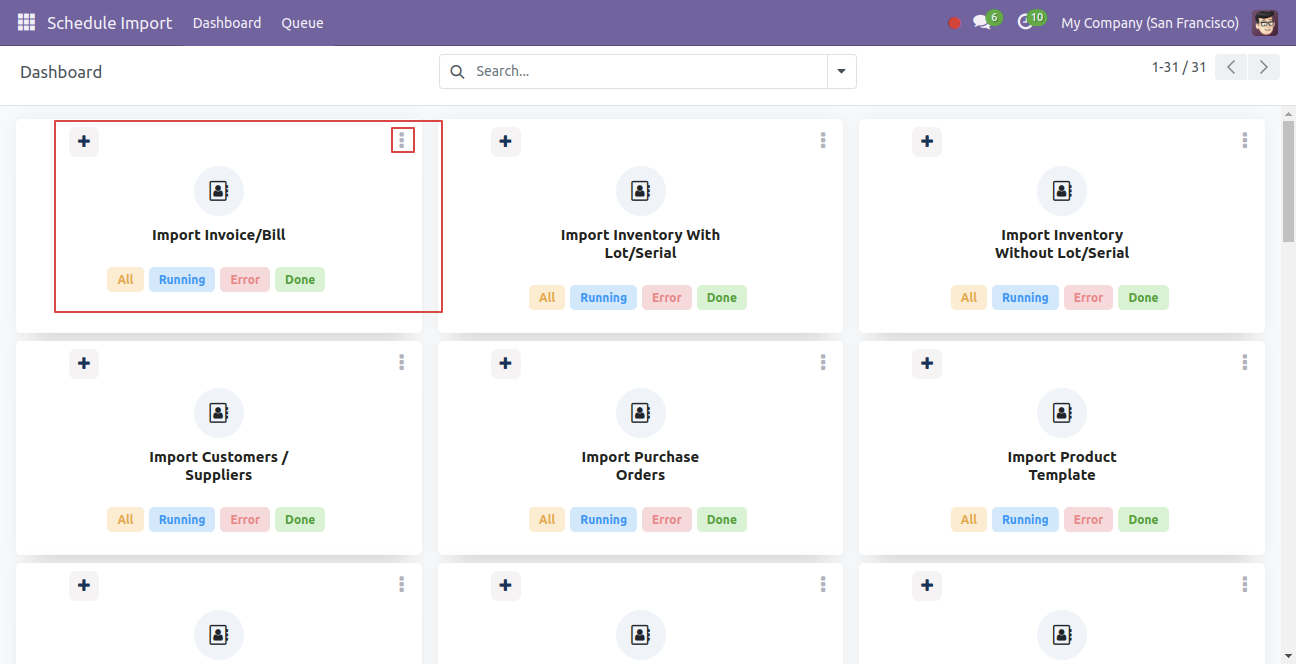 Schedule Import Dashboard Queue 6 10 My Company (San Francisco)
Dashboard Search... 1-31 / 31
Import Invoice/Bill
All Running Error Done
Import Inventory With
Lot/Serial
All Running Error Done
Import Inventory
Without Lot/Serial
All Running Error Done
Import Customers /
Suppliers
All Running Error Done
Import Purchase
Orders
All Running Error Done
Import Product
Template
All Running Error Done